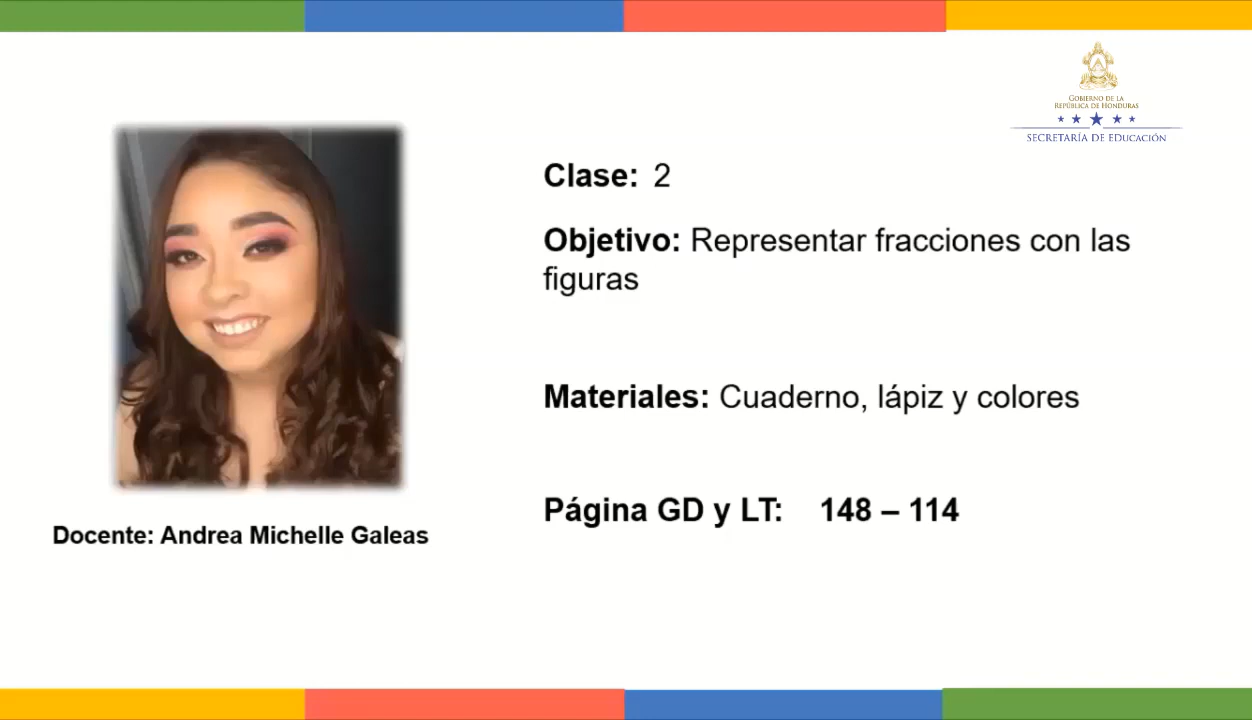 GOBIERNO DE LA
REPÚBLICA DE HONDURAS
SECRETARÍA DE EDUCACIÓN
Clase: 2
Objetivo: Representar fracciones con las
figuras
Materiales: Cuaderno, lápiz y colores
Página GD y LT: 148 – 114
Docente: Andrea Michelle Galeas